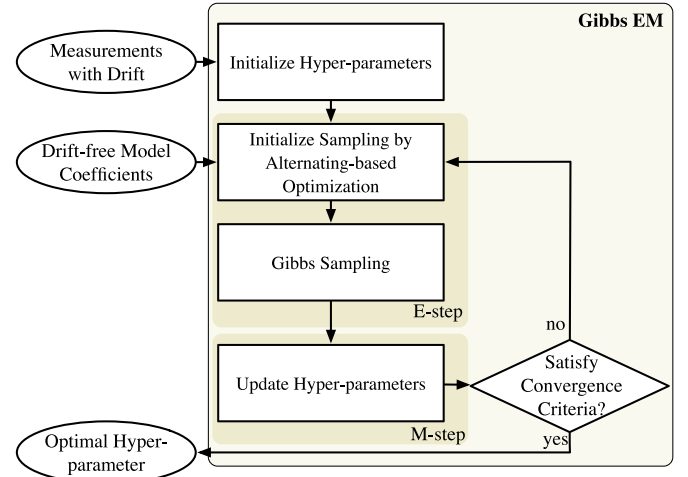 Gibbs EM
Measurements
with Drift
Initialize Hyper-parameters
Drift-free Model
Coefficients
Initialize Sampling by
Alternating-based
Optimization
Gibbs Sampling
E-step
no
Update Hyper-parameters
Satisfy
Convergence
Criteria?
M-step
yes
Optimal Hyper-
parameter